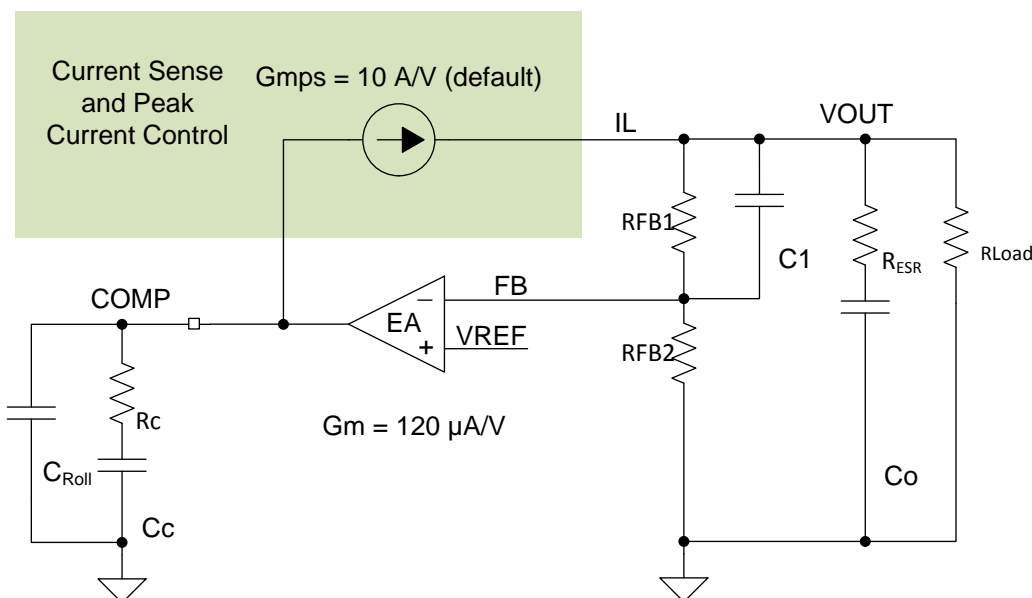 Current Sense
and Peak
Current Control
Gmps = 10 A/V (default)
IL
VOUT
RFB1
C1
RESR
RLoad
COMP
FB
EA
VREF
RFB2
Rc
Gm = 120 µA/V
CRoll
Co
Cc